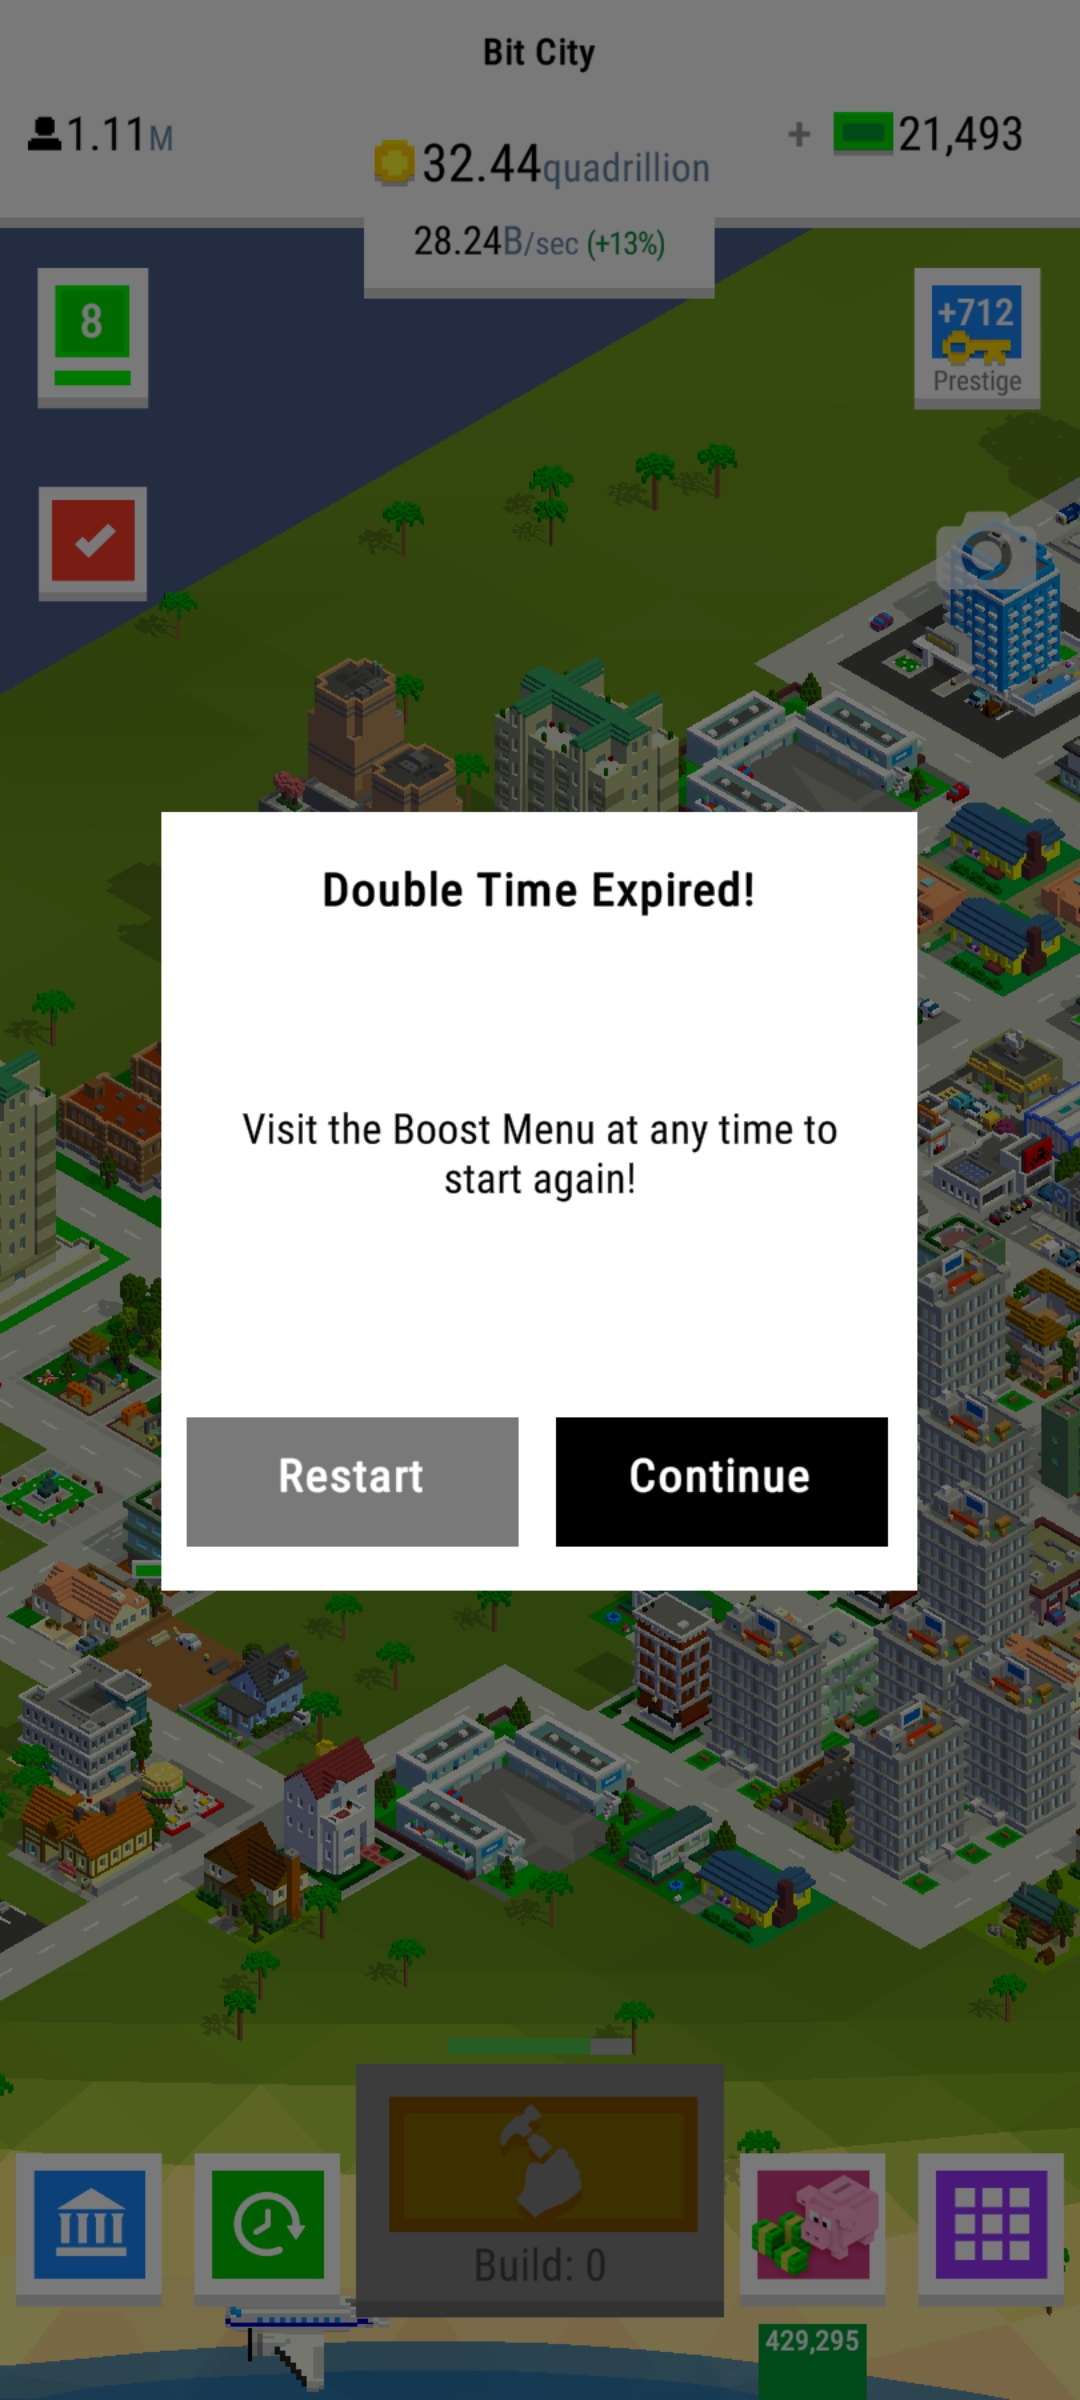 Bit City
1.11M
32.44quadrillion
+ 21,493
28.24B/sec (+13%)
8
+712
Prestige
Double Time Expired!
Visit the Boost Menu at any time to
start again!
Restart
Continue
Build: 0
429,295